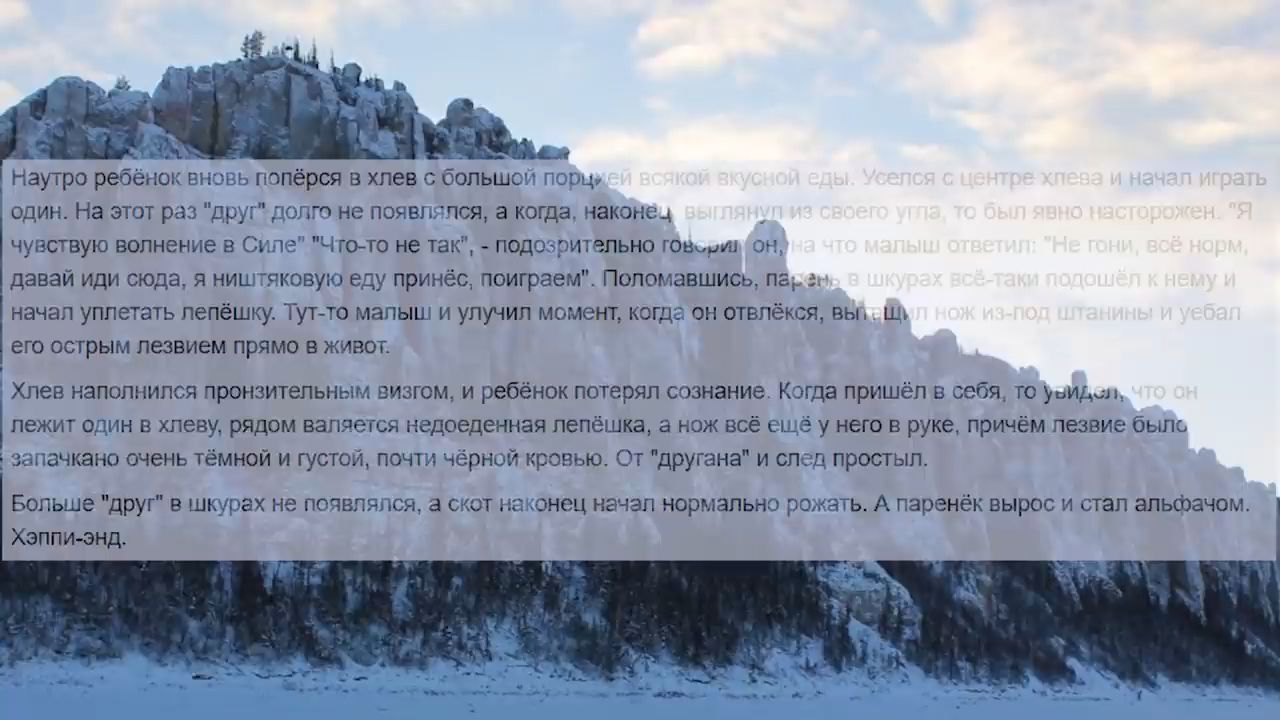 Наутро ребёнок вновь попёрся в хлев с большой порцией всякой вкусной еды. Уселся с центре хлева и начал играть
один. На этот раз "друг" долго не появлялся, а когда, наконец, выглянул из своего угла, то был явно насторожен. "Я
чувствую волнение в Силе" "Что-то не так", - подозрительно говорил он, на что малыш ответил: "Не гони, всё норм,
давай иди сюда, я ништяковую еду принёс, поиграем". Поломавшись, парень в шкурах всё-таки подошёл к нему и
начал уплетать лепёшку. Тут-то малыш и улучил момент, когда он отвлёкся, вытащил нож из-под штанины и уебал
его острым лезвием прямо в живот.
Хлев наполнился пронзительным визгом, и ребёнок потерял сознание. Когда пришёл в себя, то увидел, что он
лежит один в хлеву, рядом валяется недоеденная лепёшка, а нож всё ещё у него в руке, причём лезвие было
запачкано очень тёмной и густой, почти чёрной кровью. От "другана" и след простыл.
Больше "друг" в шкурах не появлялся, а скот наконец начал нормально рожать. А паренёк вырос и стал альфачом.
Хэппи-энд.